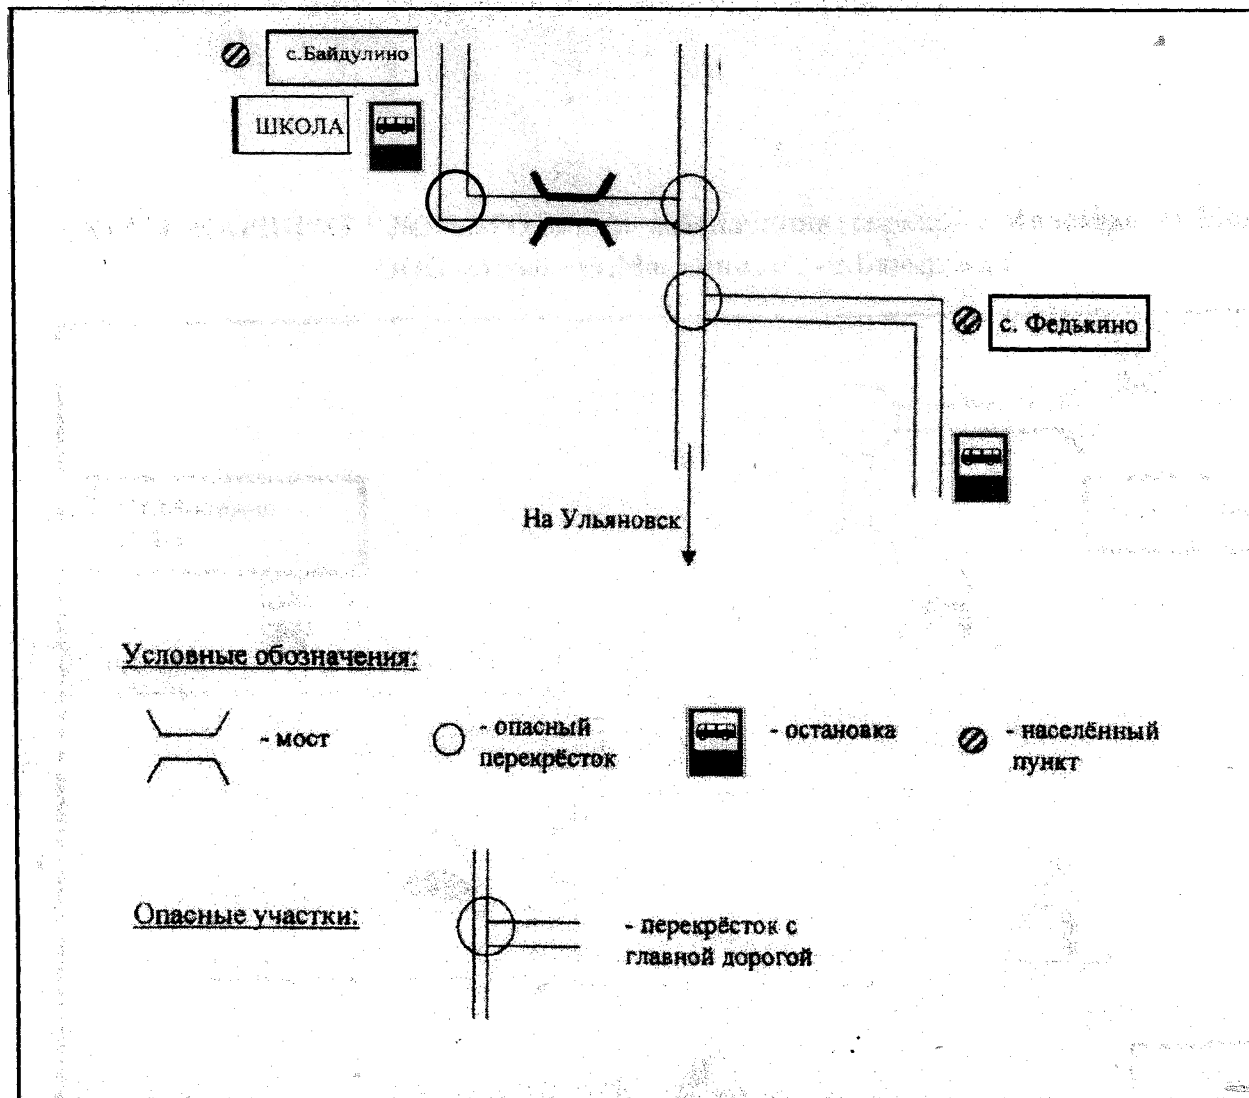 с.Байдулино
ШКОЛА
с. Федькино
На Ульяновск
Условные обозначения:
- мост
- опасный
перекрёсток
- остановка
- населённый
пункт
Опасные участки:
- перекрёсток с
главной дорогой